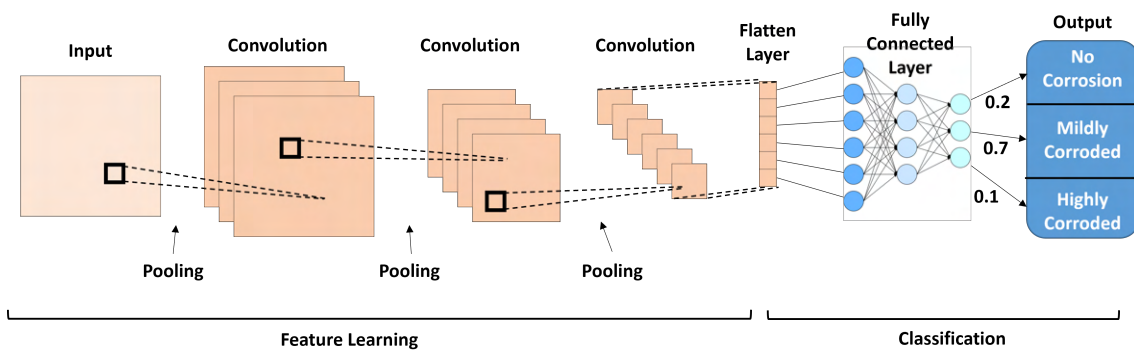 Input
Convolution
Convolution
Convolution
Flatten
Layer
Fully
Connected
Layer
Output
No
Corrosion
Mildly
Corroded
Highly
Corroded
0.2
0.7
0.1
Pooling
Pooling
Pooling
Feature Learning
Classification